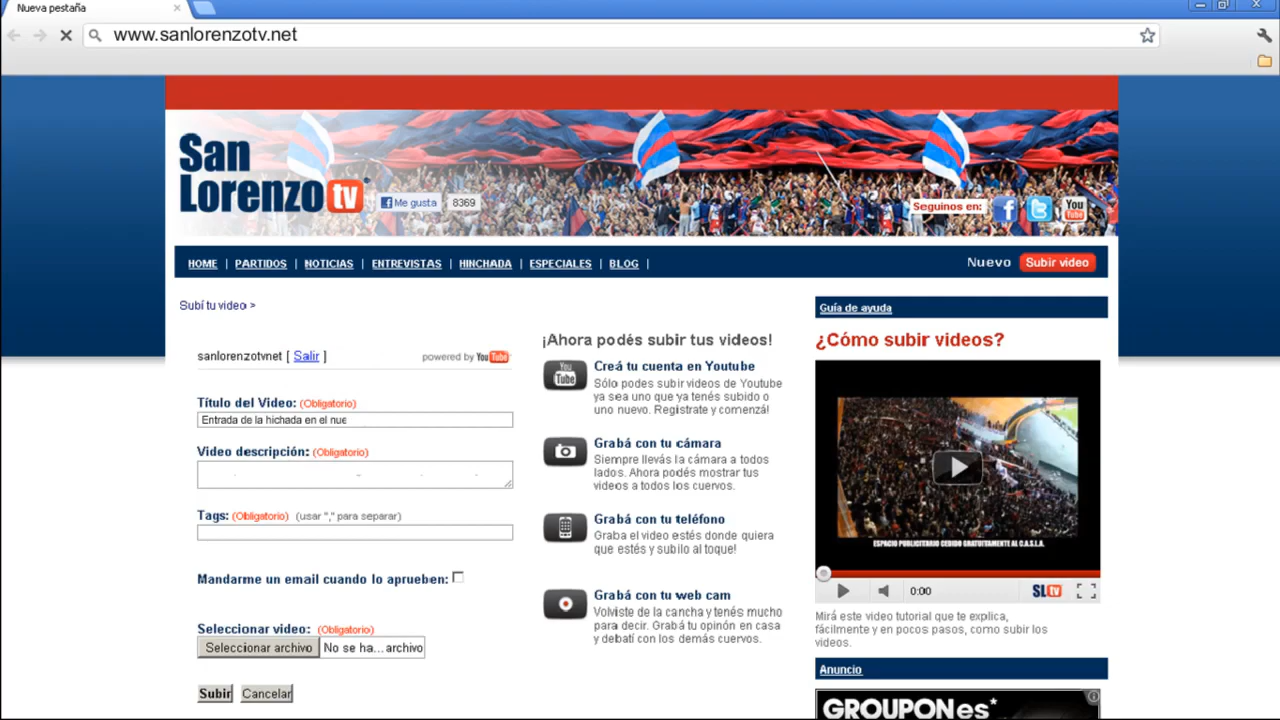 Nueva pestaña
www.sanlorenzotv.net
San
Lorenzo tv
Me gusta 8369
Seguinos en:
You Tube
HOME | PARTIDOS | NOTICIAS | ENTREVISTAS | HINCHADA | ESPECIALES | BLOG |
Nuevo Subir video
Subí tu video >
sanlorenzotvnet [ Salir ]
powered by YouTube
Título del Video: (Obligatorio)
Entrada de la hichada en el nue
Video descripción: (Obligatorio)
Tags: (Obligatorio) (usar "," para separar)
Mandarme un email cuando lo aprueben:
Seleccionar video: (Obligatorio)
Seleccionar archivo No se ha... archivo
Subir Cancelar
¡Ahora podés subir tus videos!
You Tube
Creá tu cuenta en Youtube
Sólo podes subir videos de Youtube
ya sea uno que ya tenés subido o
uno nuevo. Registrate y comenzá!
Grabá con tu cámara
Siempre llevás la cámara a todos
lados. Ahora podés mostrar tus
videos a todos los cuervos.
Grabá con tu teléfono
Graba el video estés donde quiera
que estés y subilo al toque!
Grabá con tu web cam
Volviste de la cancha y tenés mucho
para decir. Grabá tu opinión en casa
y debatí con los demás cuervos.
Guía de ayuda
¿Cómo subir videos?
ESPACIO PUBLICITARIO CEDIDO GRATUITAMENTE AL C.A.S.L.A.
0:00
SLtv
Mirá este video tutorial que te explica,
fácilmente y en pocos pasos, como subir los
videos.
Anuncio
GROUPONes*